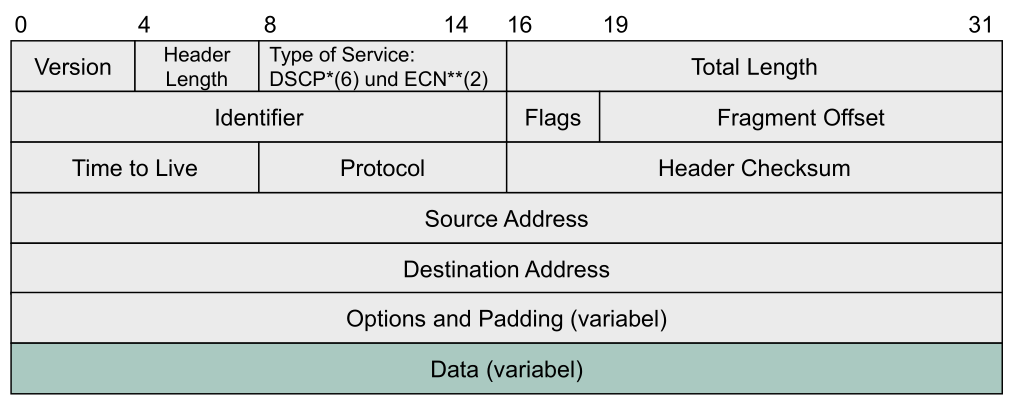 0 4 8 14 16 19 31
Version
Header
Length
Type of Service:
DSCP*(6) und ECN**(2)
Total Length
Identifier
Flags
Fragment Offset
Time to Live
Protocol
Header Checksum
Source Address
Destination Address
Options and Padding (variabel)
Data (variabel)